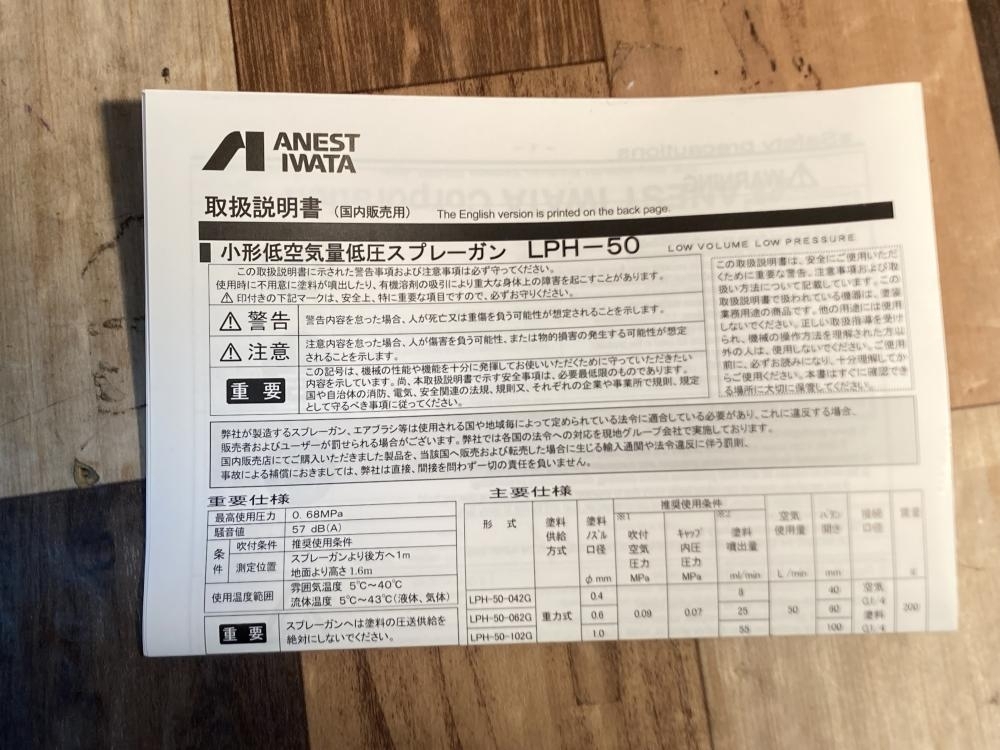 ANEST
IWATA
取扱説明書（国内販売用） The English version is printed on the back page.
小形低空気量低圧スプレーガン LPH－50 LOW VOLUME LOW PRESSURE
この取扱説明書に示された警告事項および注意事項は必ず守ってください。
使用時に不用意に塗料が噴出したり、有機溶剤の吸引により重大な身体上の障害を起こすことがあります。
⚠印付きの下記マークは、安全上、特に重要な項目ですので、必ずお守りください。
⚠警告 警告内容を怠った場合、人が死亡又は重傷を負う可能性が想定されることを示します。
⚠注意 注意内容を怠った場合、人が傷害を負う可能性、または物的損害の発生する可能性が想定
されることを示します。
重要 この記号は、機械の性能や機能を十分に発揮してお使いいただくために守っていただきたい
内容を示しています。尚、本取扱説明書で示す安全事項は、必要最低限のものであります。
国や自治体の消防、電気、安全関連の法規、規則又、それぞれの企業や事業所で規則、規定
として守るべき事項に従ってください。
この取扱説明書は、安全にご使用いただ
くために重要な警告、注意事項および取
扱い方法について記載しています。この
取扱説明書で扱われている機器は、塗装
業務用途の商品です。他の用途には使用
しないでください。正しい取扱指導を受け
られ、機械の操作方法を理解された方以
外の人は、使用しないでください。ご使用
前に、必ずお読みになり、十分理解してか
らご使用ください。本書はすぐに確認でき
る場所に大切に保管してください。
弊社が製造するスプレーガン、エアブラシ等は使用される国や地域毎によって定められている法令に適合している必要があり、これに違反する場合、
販売者およびユーザーが罰せられる場合がございます。弊社では各国の法令への対応を現地グループ会社で実施しております。
国内販売店にてご購入いただきました製品を、当該国へ販売および転売した場合に生じる輸入通関や法令違反に伴う罰則、
事故による補償におきましては、弊社は直接、間接を問わず一切の責任を負いません。
重要仕様
最高使用圧力 0.68MPa
騒音値 57 dB(A)
条件 吹付条件 推奨使用条件
測定位置 スプレーガンより後方へ1m
地面より高さ1.6m
使用温度範囲 雰囲気温度 5℃～40℃
流体温度 5℃～43℃（液体、気体）
重要 スプレーガンへは塗料の圧送供給を
絶対にしないでください。
主要仕様
形式 塗料供給方式 塗料ノズル口径 推奨使用条件 空気使用量 パタン開き 接続口径 質量
※1 吹付空気圧力 キャップ内圧圧力 ※2 塗料噴出量
φmm MPa MPa ml/min L/min mm g
LPH-50-042G 重力式 0.4 0.09 0.07 8 50 40 空気 G1/4 200
LPH-50-062G 0.6 25 60 塗料
LPH-50-102G 1.0 55 100 G1/4